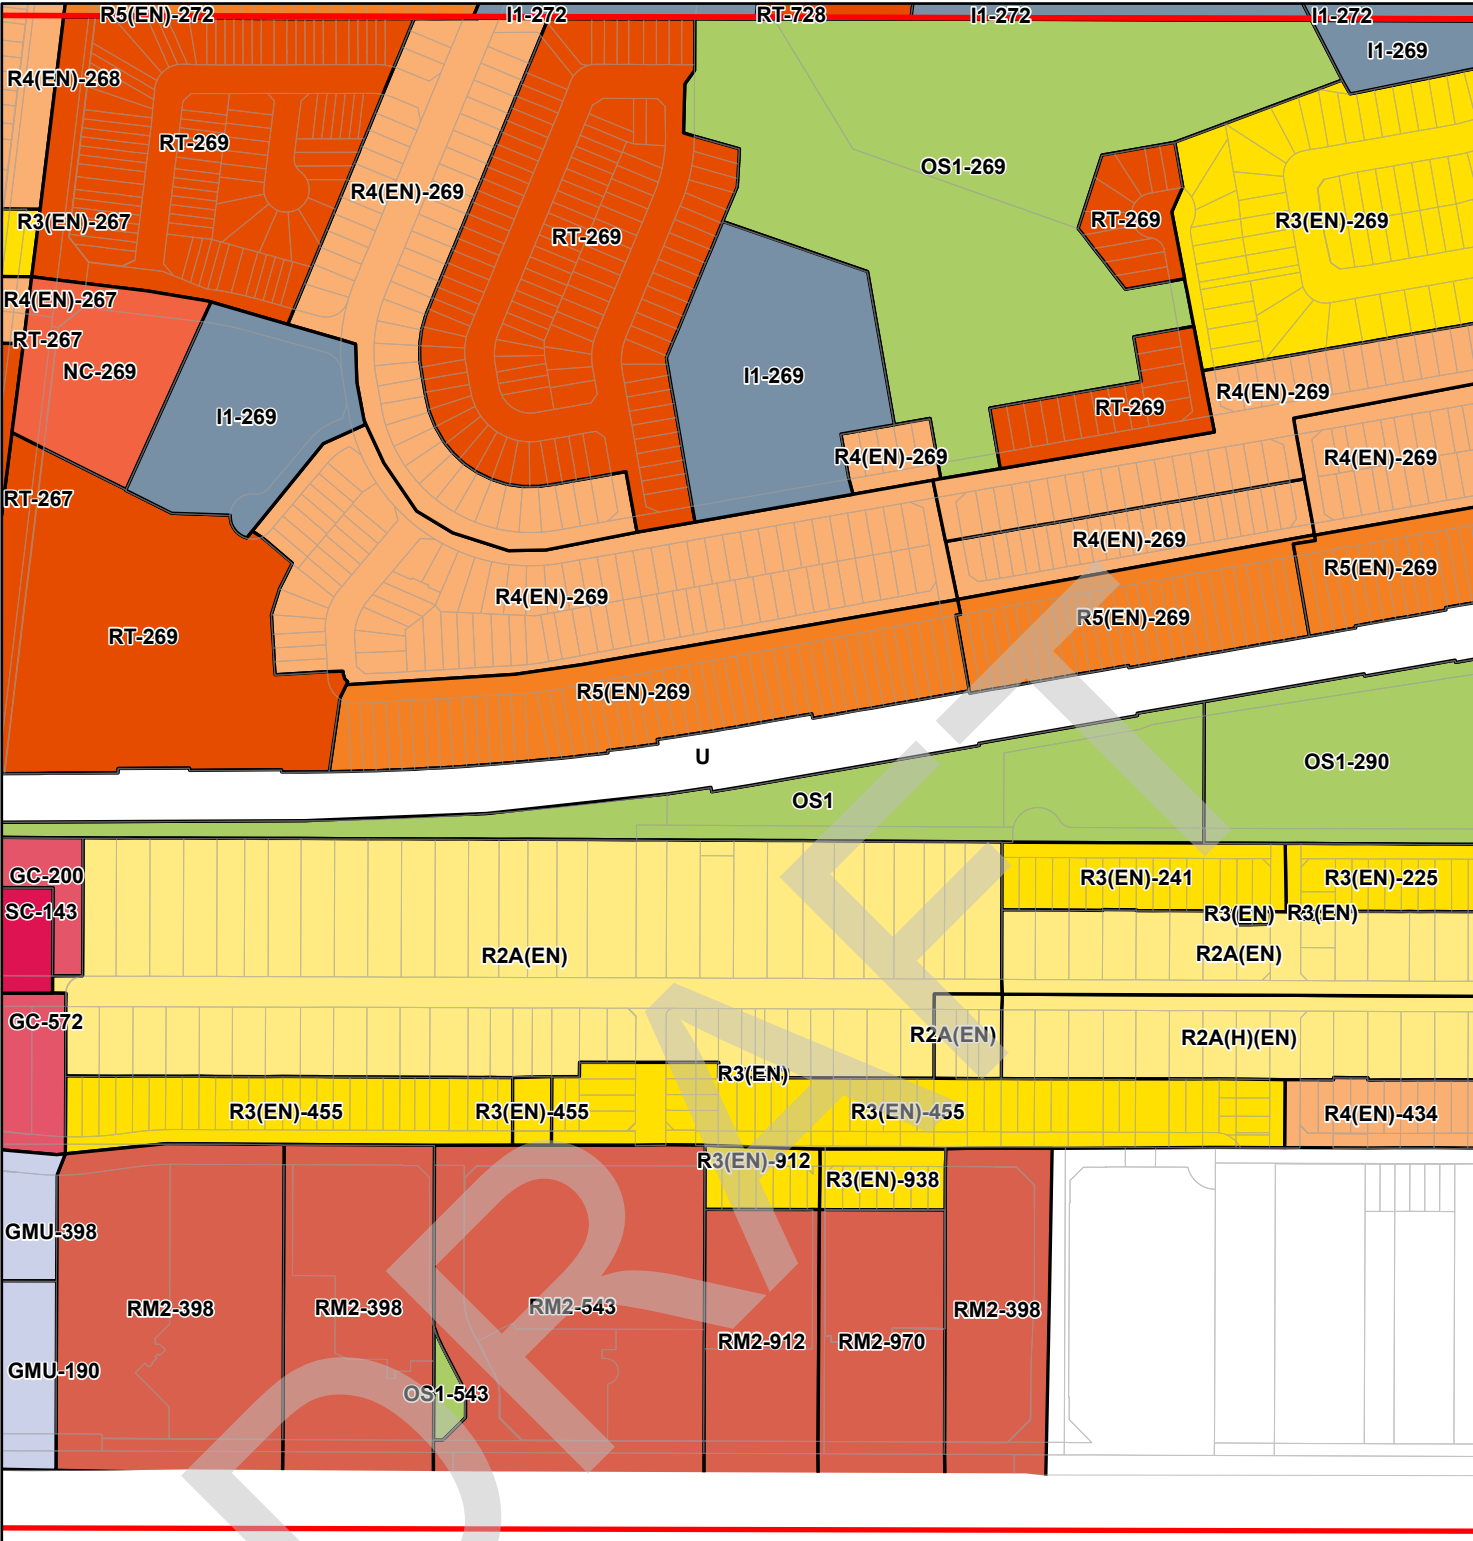 R5(EN)-272
I1-272
RT-728
I1-272
I1-272
I1-269
R4(EN)-268
RT-269
OS1-269
R4(EN)-269
R3(EN)-267
RT-269
RT-269
R3(EN)-269
R4(EN)-267
RT-267
NC-269
I1-269
R4(EN)-269
I1-269
RT-269
R4(EN)-269
R4(EN)-269
RT-267
R4(EN)-269
R5(EN)-269
R4(EN)-269
R5(EN)-269
RT-269
R5(EN)-269
U
OS1-290
OS1
GC-200
R3(EN)-241
R3(EN)-225
SC-143
R3(EN)
R3(EN)
R2A(EN)
R2A(EN)
GC-572
R2A(EN)
R2A(H)(EN)
R3(EN)
R3(EN)-455
R3(EN)-455
R3(EN)-455
R4(EN)-434
R3(EN)-912
R3(EN)-938
GMU-398
RM2-398
RM2-398
RM2-543
RM2-398
RM2-912
RM2-970
GMU-190
OS1-543
DRAFT